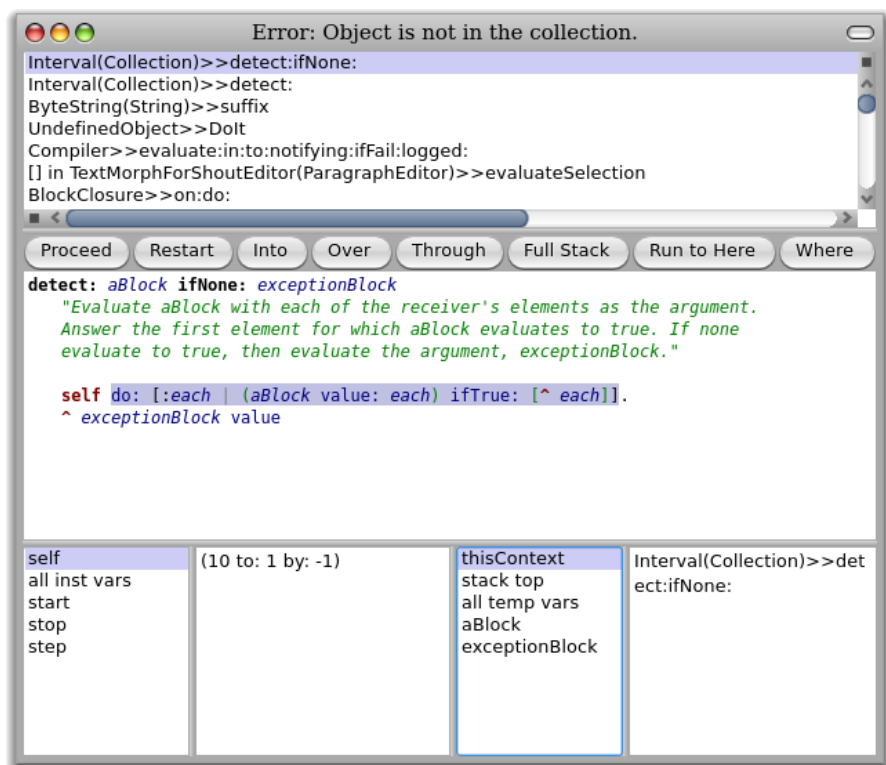 Error: Object is not in the collection.
Interval(Collection)>>detect:ifNone:
Interval(Collection)>>detect:
ByteString(String)>>suffix
UndefinedObject>>DoIt
Compiler>>evaluate:in:to:notifying:ifFail:logged:
[] in TextMorphForShoutEditor(ParagraphEditor)>>evaluateSelection
BlockClosure>>on:do:
Proceed Restart Into Over Through Full Stack Run to Here Where
detect: aBlock ifNone: exceptionBlock
"Evaluate aBlock with each of the receiver's elements as the argument.
Answer the first element for which aBlock evaluates to true. If none
evaluate to true, then evaluate the argument, exceptionBlock."
self do: [:each | (aBlock value: each) ifTrue: [^ each]].
^ exceptionBlock value
self
all inst vars
start
stop
step
(10 to: 1 by: -1)
thisContext
stack top
all temp vars
aBlock
exceptionBlock
Interval(Collection)>>det
ect:ifNone: